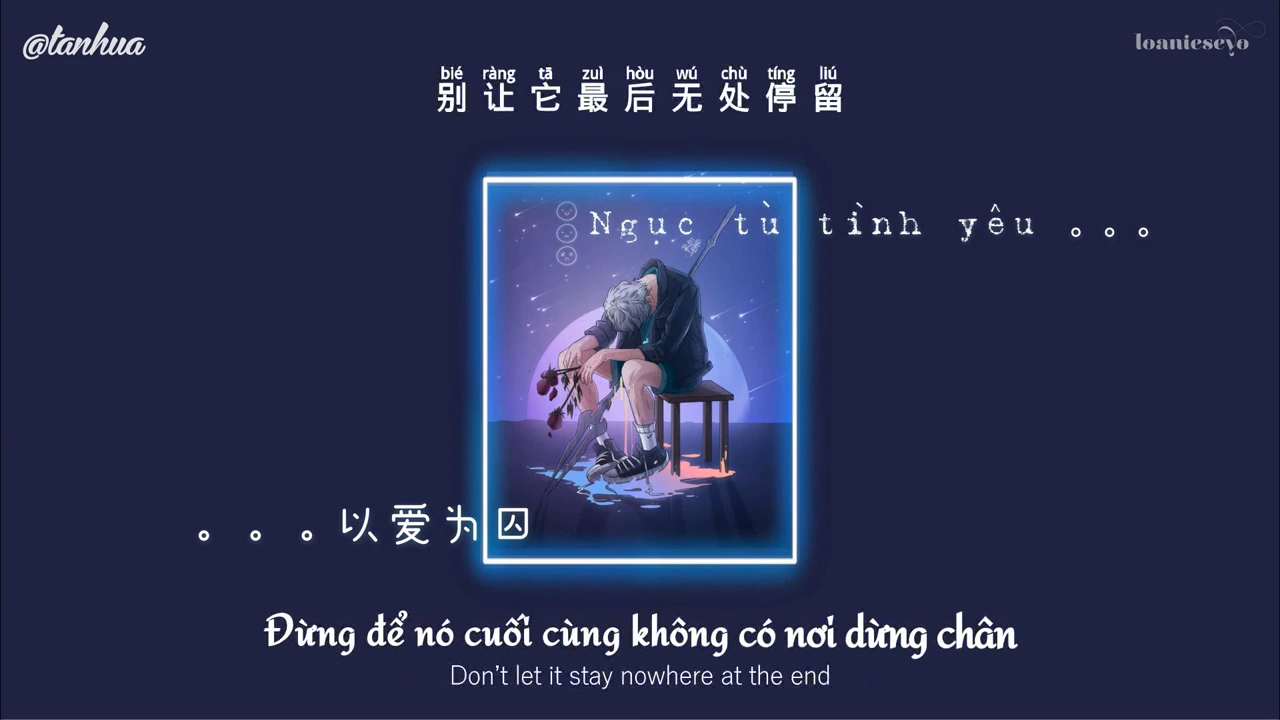 @tanhua
loanieseyo
bié ràng tā zuì hòu wú chù tíng liú
别让它最后无处停留
Ngục tù tình yêu ...
。。。以爱为囚
Đừng để nó cuối cùng không có nơi dừng chân
Don't let it stay nowhere at the end